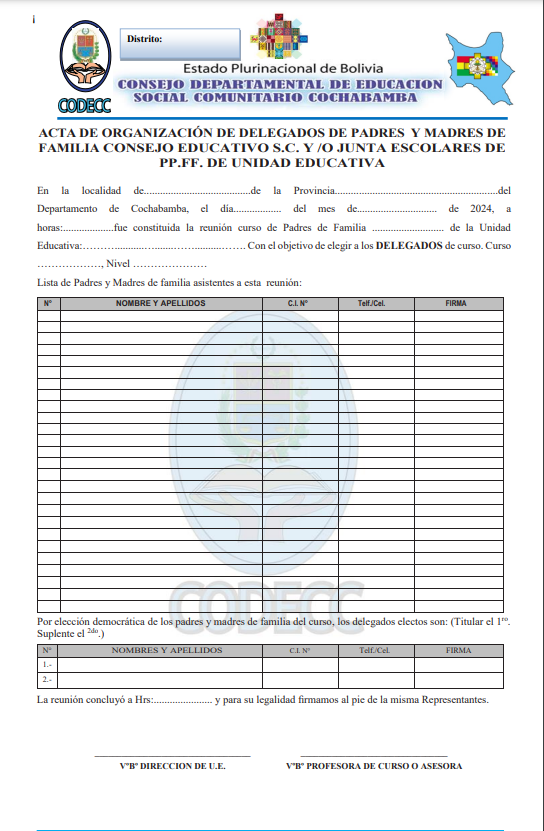 Distrito:
CODECC
Estado Plurinacional de Bolivia
CONSEJO DEPARTAMENTAL DE EDUCACION
SOCIAL COMUNITARIO COCHABAMBA
ACTA DE ORGANIZACIÓN DE DELEGADOS DE PADRES Y MADRES DE
FAMILIA CONSEJO EDUCATIVO S.C. Y /O JUNTA ESCOLARES DE
PP.FF. DE UNIDAD EDUCATIVA
En la localidad de.......................................de la Provincia............................................................del
Departamento de Cochabamba, el día................. del mes de............................. de 2024, a
horas:...................fue constituida la reunión curso de Padres de Familia .......................... de la Unidad
Educativa:………...........………..........……. Con el objetivo de elegir a los DELEGADOS de curso. Curso
………………, Nivel …………………
Lista de Padres y Madres de familia asistentes a esta reunión:
Nº NOMBRE Y APELLIDOS C.I. Nº Telf./Cel. FIRMA
CODECC
Por elección democrática de los padres y madres de familia del curso, los delegados electos son: (Titular el 1ro.
Suplente el 2do.)
Nº NOMBRES Y APELLIDOS C.I. Nº Telf./Cel. FIRMA
1.-
2.-
La reunión concluyó a Hrs:...................... y para su legalidad firmamos al pie de la misma Representantes.
VºBº DIRECCION DE U.E. VºBº PROFESORA DE CURSO O ASESORA